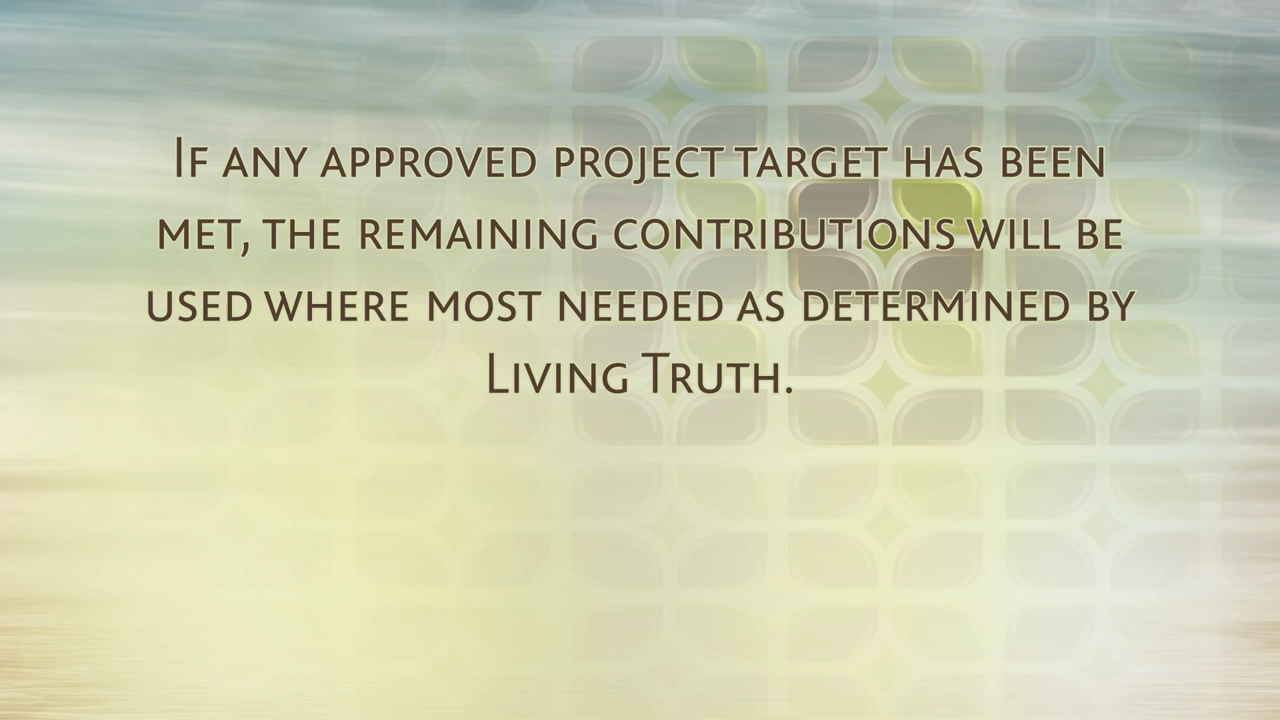 If any approved project target has been
met, the remaining contributions will be
used where most needed as determined by
Living Truth.